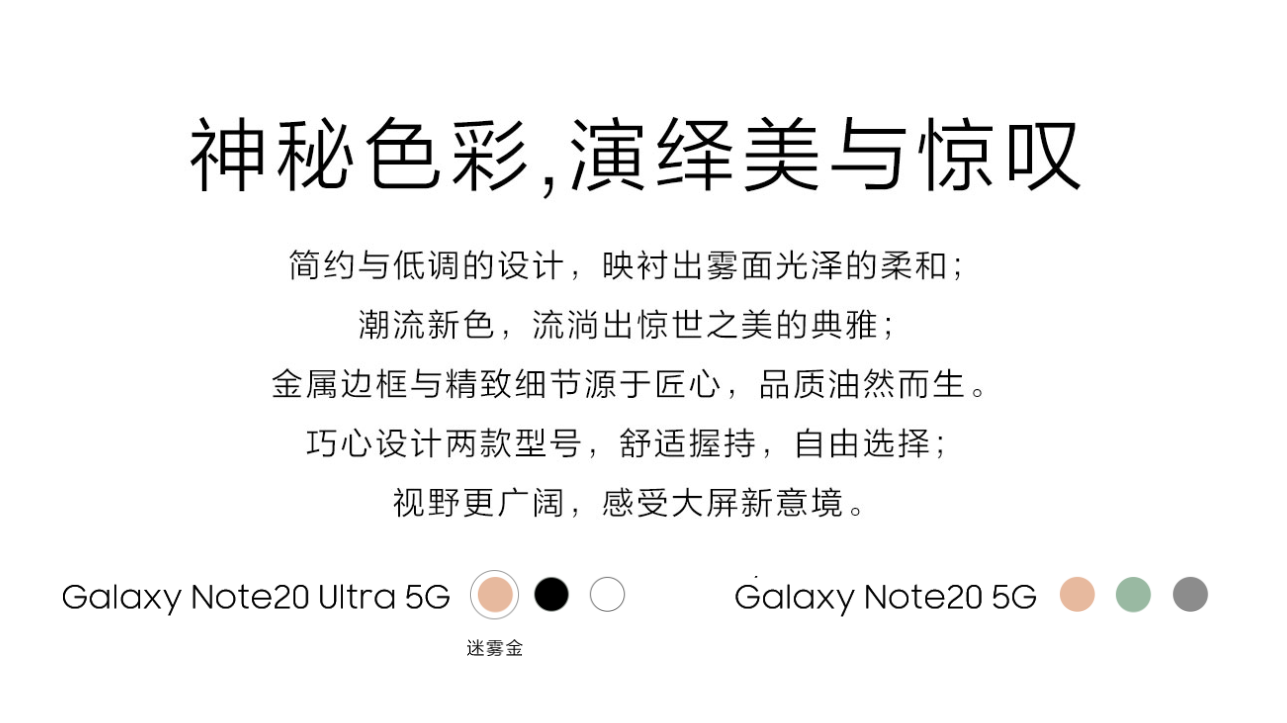 神秘色彩,演绎美与惊叹
简约与低调的设计，映衬出雾面光泽的柔和；
潮流新色，流淌出惊世之美的典雅；
金属边框与精致细节源于匠心，品质油然而生。
巧心设计两款型号，舒适握持，自由选择；
视野更广阔，感受大屏新意境。
Galaxy Note20 Ultra 5G
迷雾金
Galaxy Note20 5G